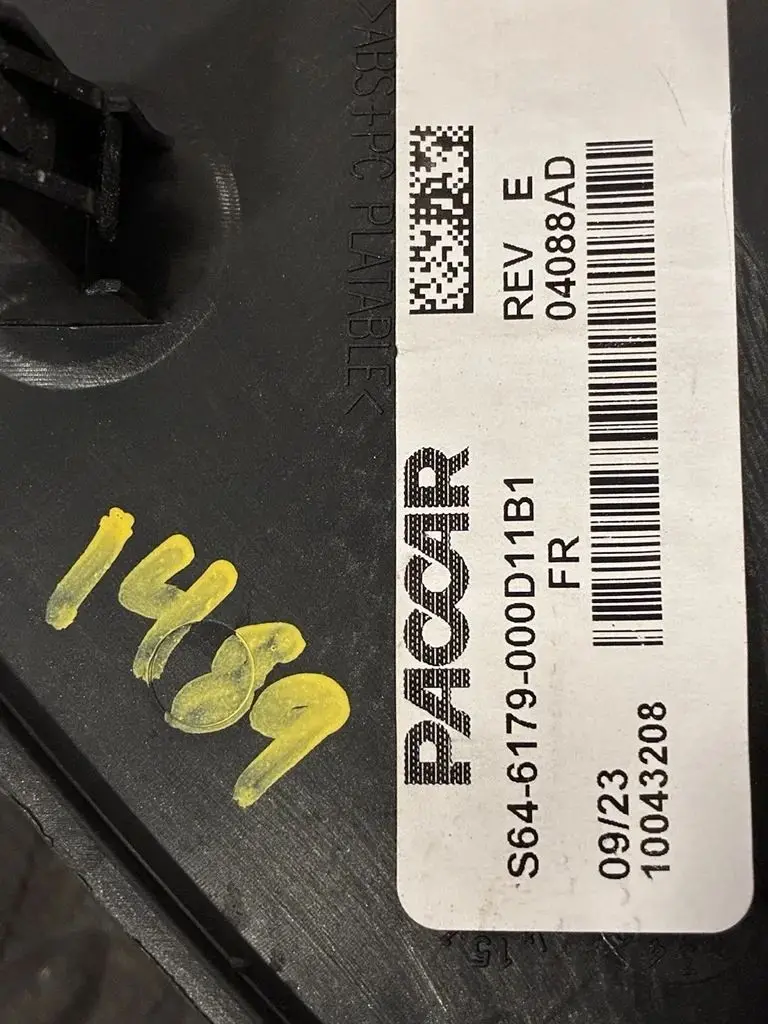 >ABS+PC PLATABLE<
REV E
04088AD
PACCAR
S64-6179-000D11B1
FR
09/23
10043208
1489